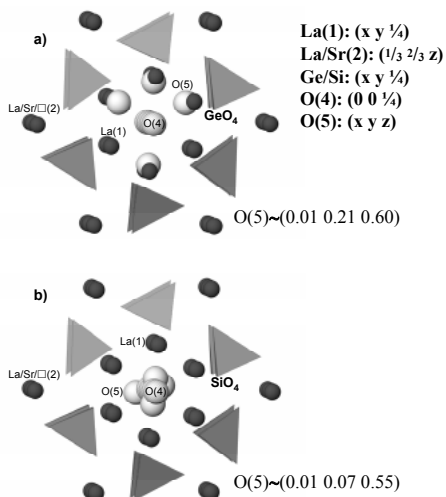 a)
La(1): (x y ¼)
La/Sr(2): (⅓ ⅔ z)
Ge/Si: (x y ¼)
O(4): (0 0 ¼)
O(5): (x y z)
O(5)
GeO₄
La/Sr/□(2)
O(4)
La(1)
O(5)~(0.01 0.21 0.60)
b)
La(1)
La/Sr/□(2)
SiO₄
O(5)
O(4)
O(5)~(0.01 0.07 0.55)